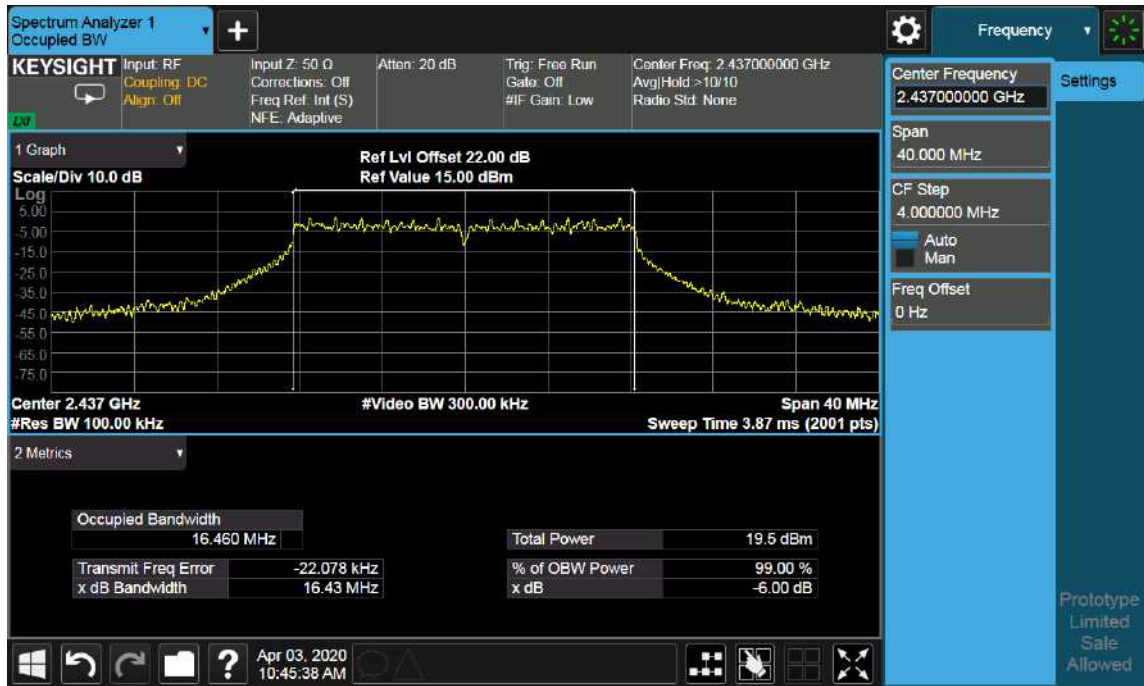 Spectrum Analyzer 1
Occupied BW
+
Frequency
KEYSIGHT
Input: RF
Coupling: DC
Align: Off
LXI
Input Z: 50 Ω
Corrections: Off
Freq Ref: Int (S)
NFE: Adaptive
Atten: 20 dB
Trig: Free Run
Gate: Off
#IF Gain: Low
Center Freq: 2.437000000 GHz
Avg|Hold:>10/10
Radio Std: None
Center Frequency
2.437000000 GHz
Settings
Span
40.000 MHz
CF Step
4.000000 MHz
Auto
Man
Freq Offset
0 Hz
1 Graph
Scale/Div 10.0 dB
Ref Lvl Offset 22.00 dB
Ref Value 15.00 dBm
Log
5.00
-5.00
-15.0
-25.0
-35.0
-45.0
-55.0
-65.0
-75.0
Center 2.437 GHz
#Video BW 300.00 kHz
Span 40 MHz
#Res BW 100.00 kHz
Sweep Time 3.87 ms (2001 pts)
2 Metrics
Occupied Bandwidth
16.460 MHz
Total Power 19.5 dBm
Transmit Freq Error -22.078 kHz
% of OBW Power 99.00 %
x dB Bandwidth 16.43 MHz
x dB -6.00 dB
Prototype
Limited
Sale
Allowed
?
Apr 03, 2020
10:45:38 AM